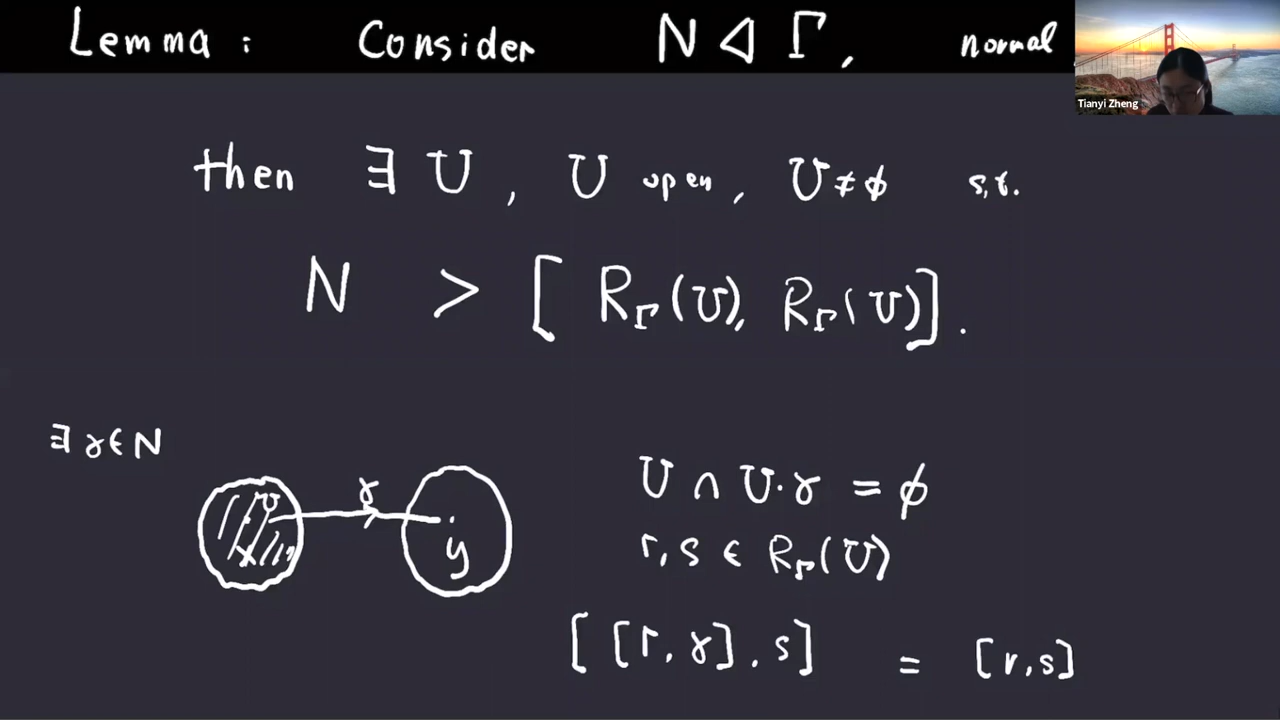 Lemma: Consider N ◁ Γ, normal
Tianyi Zheng
then ∃ U, U open, U ≠ ϕ s.t.
N > [ R_Γ(U), R_Γ(U) ].
∃ γ ∈ N
U
γ
x
y
U ∩ U·γ = ϕ
r, s ∈ R_Γ(U)
[ [r, γ], s ] = [r, s]